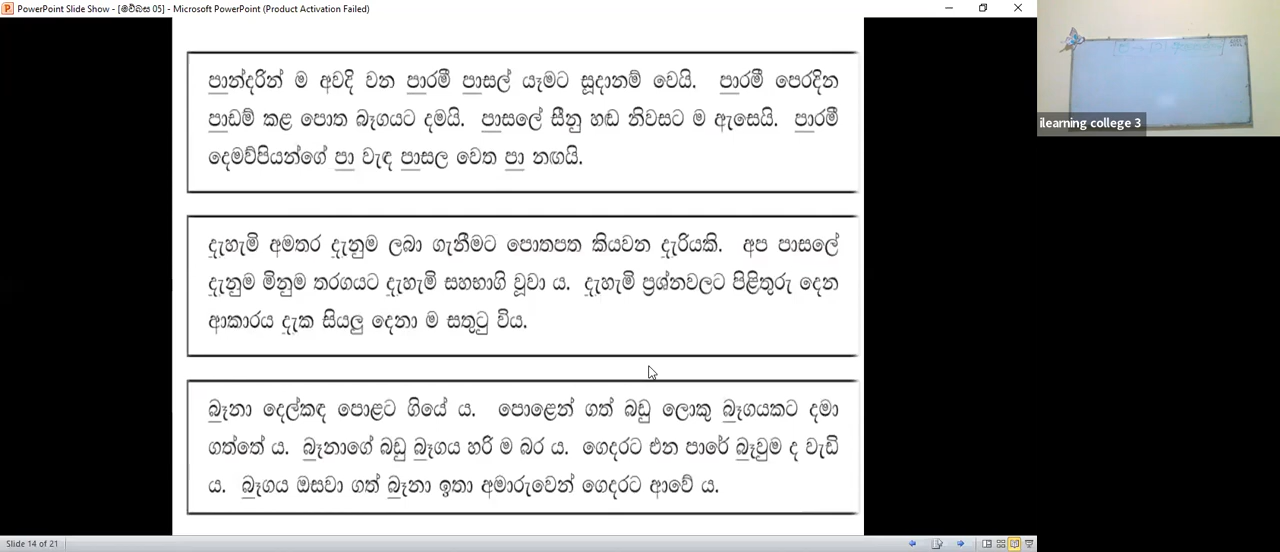 PowerPoint Slide Show - [මව්බස 05] - Microsoft PowerPoint (Product Activation Failed)
පාන්දරින් ම අවදි වන පාරමී පාසල් යෑමට සූදානම් වෙයි. පාරමී පෙරදින
පාඩම් කළ පොත බෑගයට දමයි. පාසලේ සීනු හඬ නිවසට ම ඇසෙයි. පාරමී
දෙමව්පියන්ගේ පා වැඳ පාසල වෙත පා නඟයි.
දැහැමි අමතර දැනුම ලබා ගැනීමට පොතපත කියවන දැරියකි. අප පාසලේ
දැනුම මිනුම තරගයට දැහැමි සහභාගි වූවා ය. දැහැමි ප්‍රශ්නවලට පිළිතුරු දෙන
ආකාරය දැක සියලු දෙනා ම සතුටු විය.
බෑනා දෙල්කඳ පොළට ගියේ ය. පොළෙන් ගත් බඩු ලොකු බෑගයකට දමා
ගත්තේ ය. බෑනාගේ බඩු බෑගය හරි ම බර ය. ගෙදරට එන පාරේ බෑවුම ද වැඩි
ය. බෑගය ඔසවා ගත් බෑනා ඉතා අමාරුවෙන් ගෙදරට ආවේ ය.
ilearning college 3
Slide 14 of 21